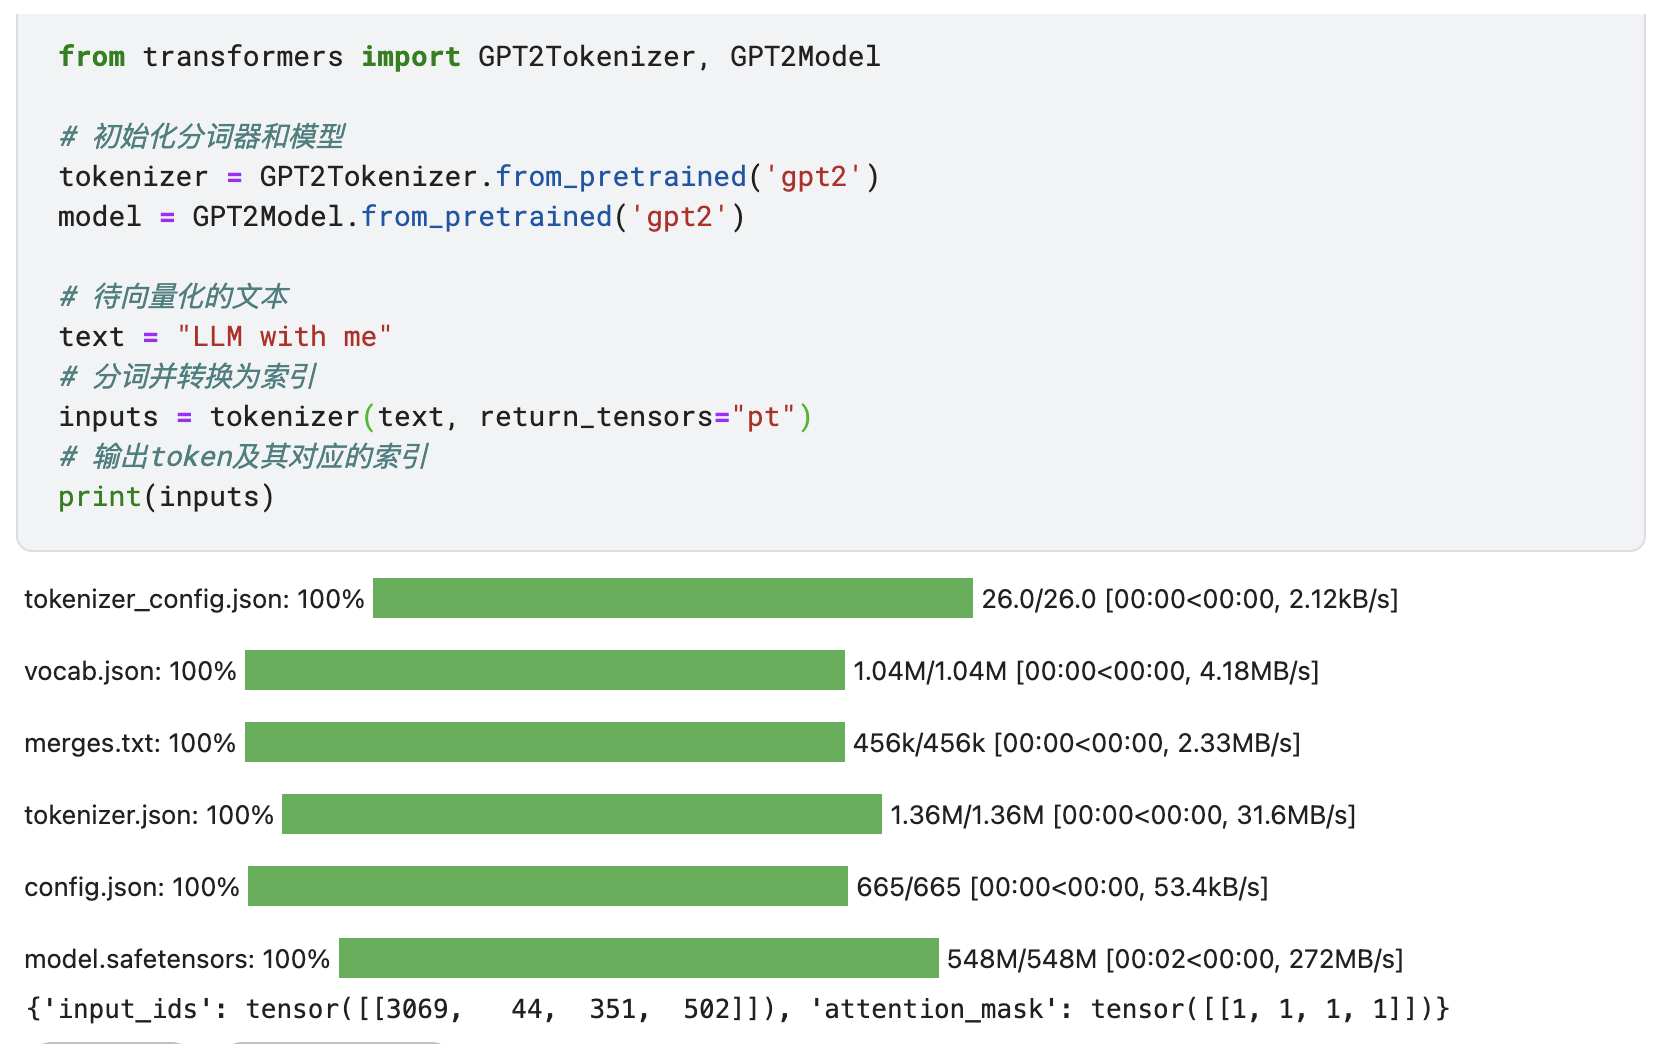 from transformers import GPT2Tokenizer, GPT2Model
# 初始化分词器和模型
tokenizer = GPT2Tokenizer.from_pretrained('gpt2')
model = GPT2Model.from_pretrained('gpt2')
# 待向量化的文本
text = "LLM with me"
# 分词并转换为索引
inputs = tokenizer(text, return_tensors="pt")
# 输出token及其对应的索引
print(inputs)
tokenizer_config.json: 100% 26.0/26.0 [00:00<00:00, 2.12kB/s]
vocab.json: 100% 1.04M/1.04M [00:00<00:00, 4.18MB/s]
merges.txt: 100% 456k/456k [00:00<00:00, 2.33MB/s]
tokenizer.json: 100% 1.36M/1.36M [00:00<00:00, 31.6MB/s]
config.json: 100% 665/665 [00:00<00:00, 53.4kB/s]
model.safetensors: 100% 548M/548M [00:02<00:00, 272MB/s]
{'input_ids': tensor([[3069,   44,  351,  502]]), 'attention_mask': tensor([[1, 1, 1, 1]])}